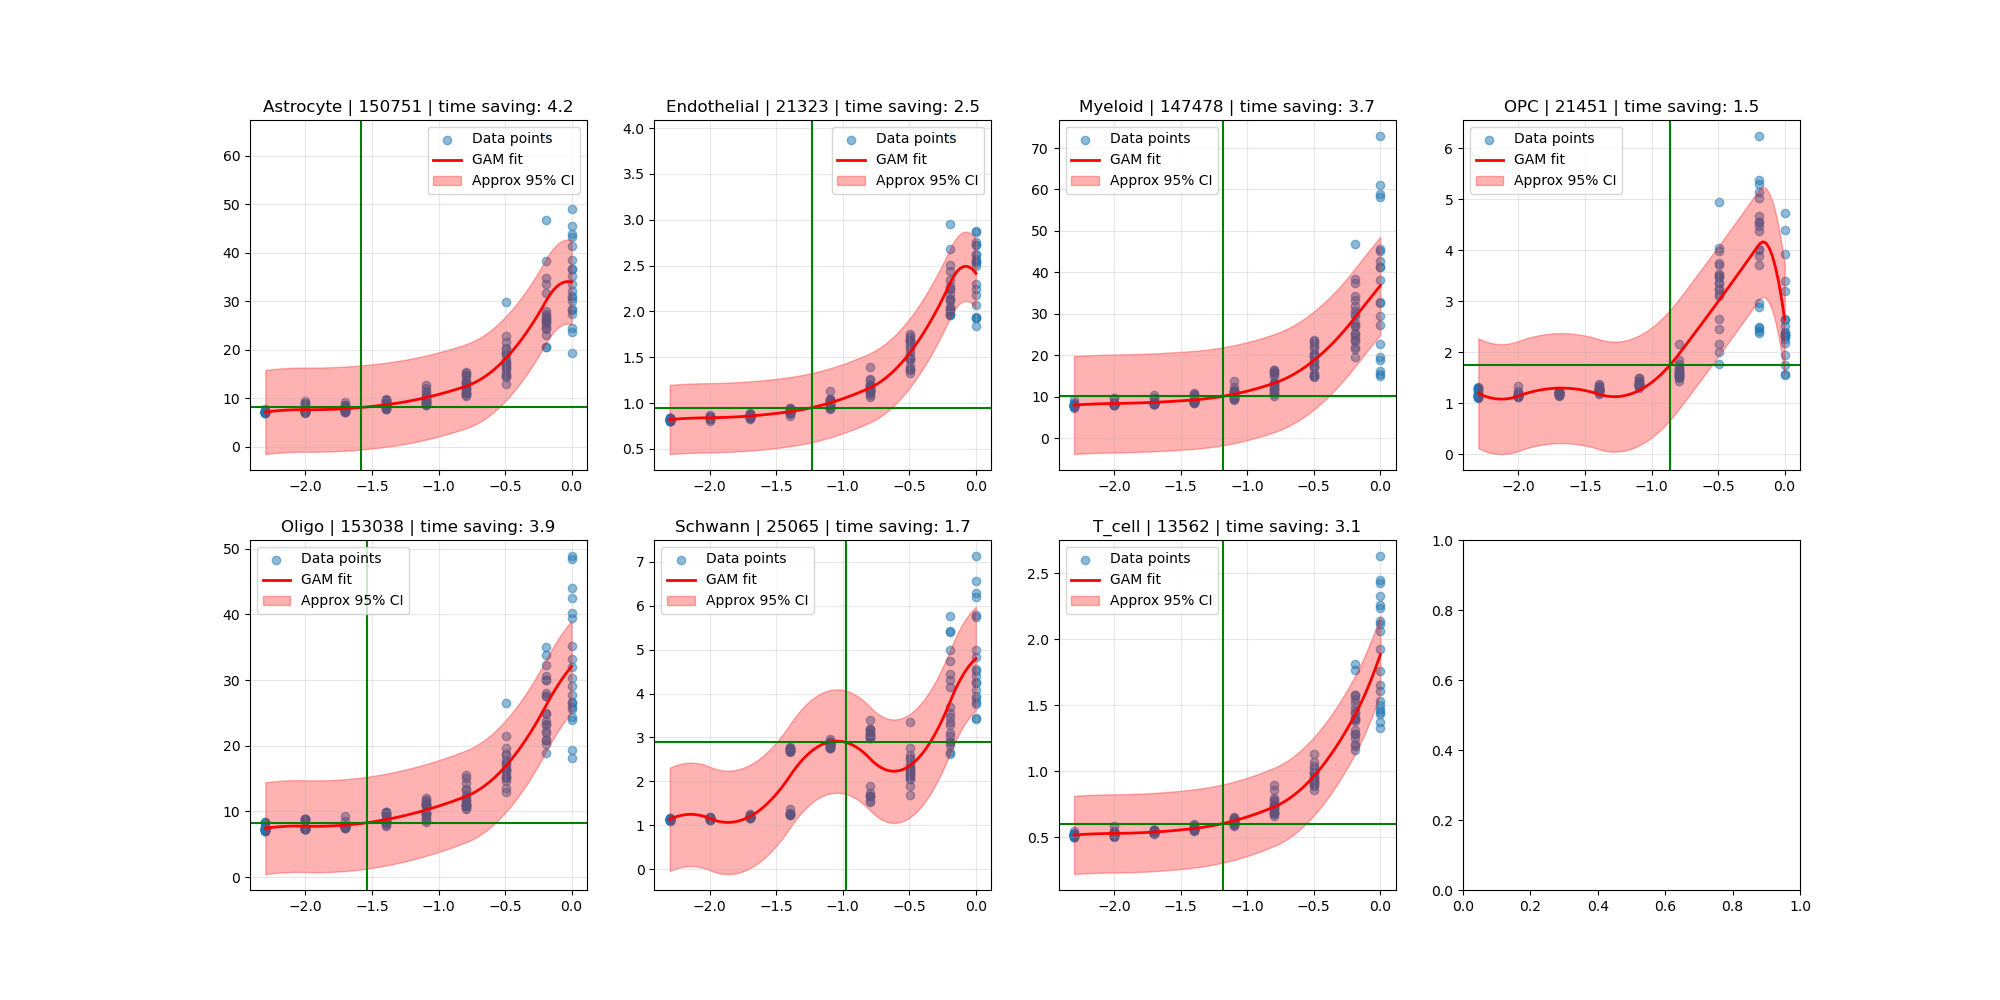 Astrocyte | 150751 | time saving: 4.2
Data points
GAM fit
Approx 95% CI
60
50
40
30
20
10
0
−2.0 −1.5 −1.0 −0.5 0.0
Endothelial | 21323 | time saving: 2.5
Data points
GAM fit
Approx 95% CI
4.0
3.5
3.0
2.5
2.0
1.5
1.0
0.5
−2.0 −1.5 −1.0 −0.5 0.0
Myeloid | 147478 | time saving: 3.7
Data points
GAM fit
Approx 95% CI
70
60
50
40
30
20
10
0
−2.0 −1.5 −1.0 −0.5 0.0
OPC | 21451 | time saving: 1.5
Data points
GAM fit
Approx 95% CI
6
5
4
3
2
1
0
−2.0 −1.5 −1.0 −0.5 0.0
Oligo | 153038 | time saving: 3.9
Data points
GAM fit
Approx 95% CI
50
40
30
20
10
0
−2.0 −1.5 −1.0 −0.5 0.0
Schwann | 25065 | time saving: 1.7
Data points
GAM fit
Approx 95% CI
7
6
5
4
3
2
1
0
−2.0 −1.5 −1.0 −0.5 0.0
T_cell | 13562 | time saving: 3.1
Data points
GAM fit
Approx 95% CI
2.5
2.0
1.5
1.0
0.5
−2.0 −1.5 −1.0 −0.5 0.0
1.0
0.8
0.6
0.4
0.2
0.0
0.0 0.2 0.4 0.6 0.8 1.0